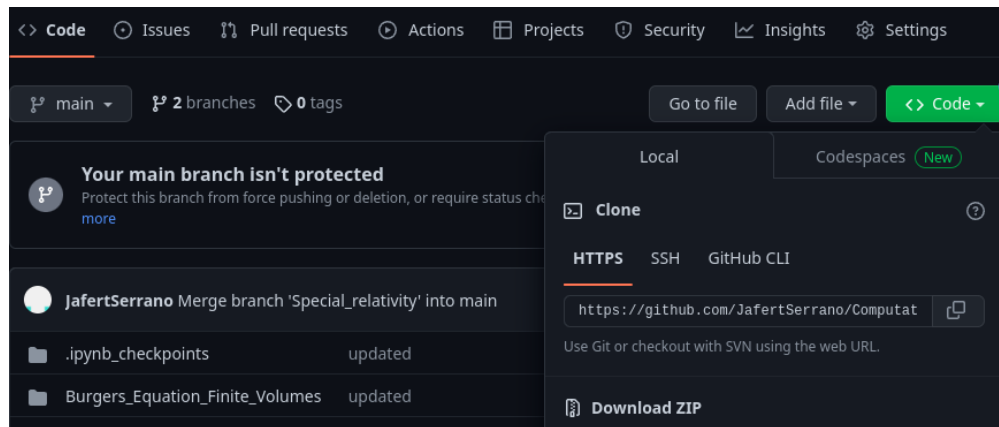 <> Code Issues Pull requests Actions Projects Security Insights Settings
main 2 branches 0 tags Go to file Add file <> Code
Local Codespaces New
Your main branch isn't protected
Protect this branch from force pushing or deletion, or require status che
more
Clone
HTTPS SSH GitHub CLI
https://github.com/JafertSerrano/Computat
Use Git or checkout with SVN using the web URL.
Download ZIP
JafertSerrano Merge branch 'Special_relativity' into main
.ipynb_checkpoints updated
Burgers_Equation_Finite_Volumes updated